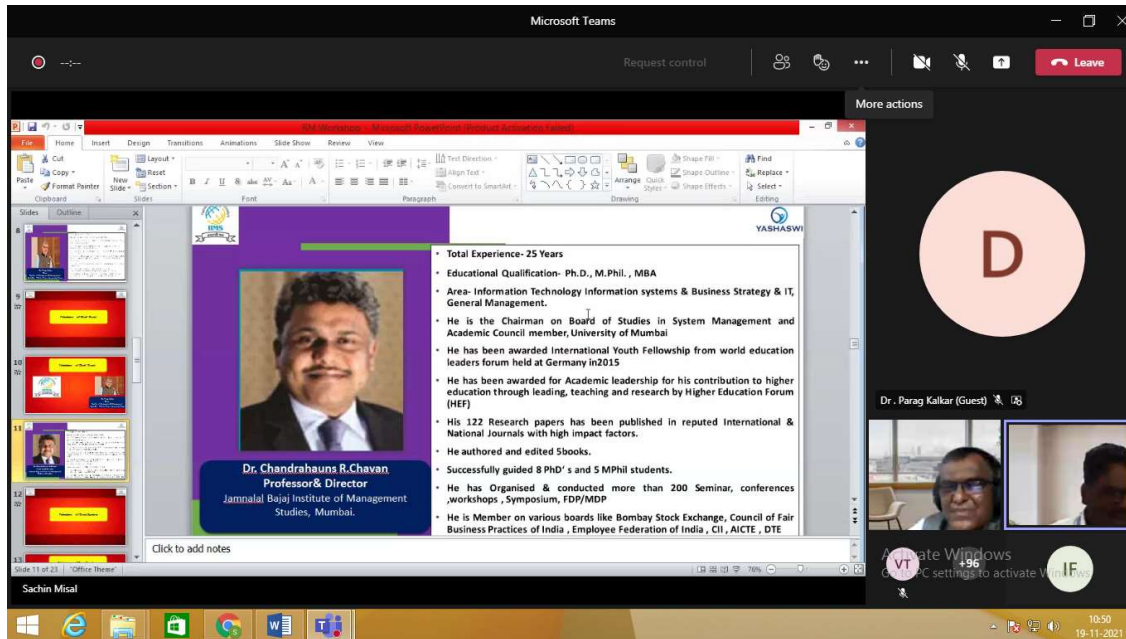 Microsoft Teams
--:--
Request control
Leave
More actions
RM Workshop - Microsoft PowerPoint (Product Activation Failed)
File Home Insert Design Transitions Animations Slide Show Review View
Cut
Copy
Format Painter
Paste
Clipboard
New Slide
Layout
Reset
Section
Slides
Font
Text Direction
Align Text
Convert to SmartArt
Paragraph
Arrange
Quick Styles
Shape Fill
Shape Outline
Shape Effects
Drawing
Find
Replace
Select
Editing
Slides Outline
8
9
10
11
12
13
IIMS
YASHASWI
• Total Experience- 25 Years
• Educational Qualification- Ph.D., M.Phil. , MBA
• Area- Information Technology Information systems & Business Strategy & IT,
General Management.
• He is the Chairman on Board of Studies in System Management and
Academic Council member, University of Mumbai
• He has been awarded International Youth Fellowship from world education
leaders forum held at Germany in2015
• He has been awarded for Academic leadership for his contribution to higher
education through leading, teaching and research by Higher Education Forum
(HEF)
• His 122 Research papers has been published in reputed International &
National Journals with high impact factors.
• He authored and edited 5books.
• Successfully guided 8 PhD' s and 5 MPhil students.
• He has Organised & conducted more than 200 Seminar, conferences
,workshops , Symposium, FDP/MDP
• He is Member on various boards like Bombay Stock Exchange, Council of Fair
Business Practices of India , Employee Federation of India , CII , AICTE , DTE
Dr. Chandrahauns R.Chavan
Professor& Director
Jamnalal Bajaj Institute of Management
Studies, Mumbai.
Click to add notes
Slide 11 of 23 "Office Theme"
76%
Sachin Misal
D
Dr . Parag Kalkar (Guest)
VT
+96
IF
Activate Windows
Go to PC settings to activate Windows.
10:50
19-11-2021